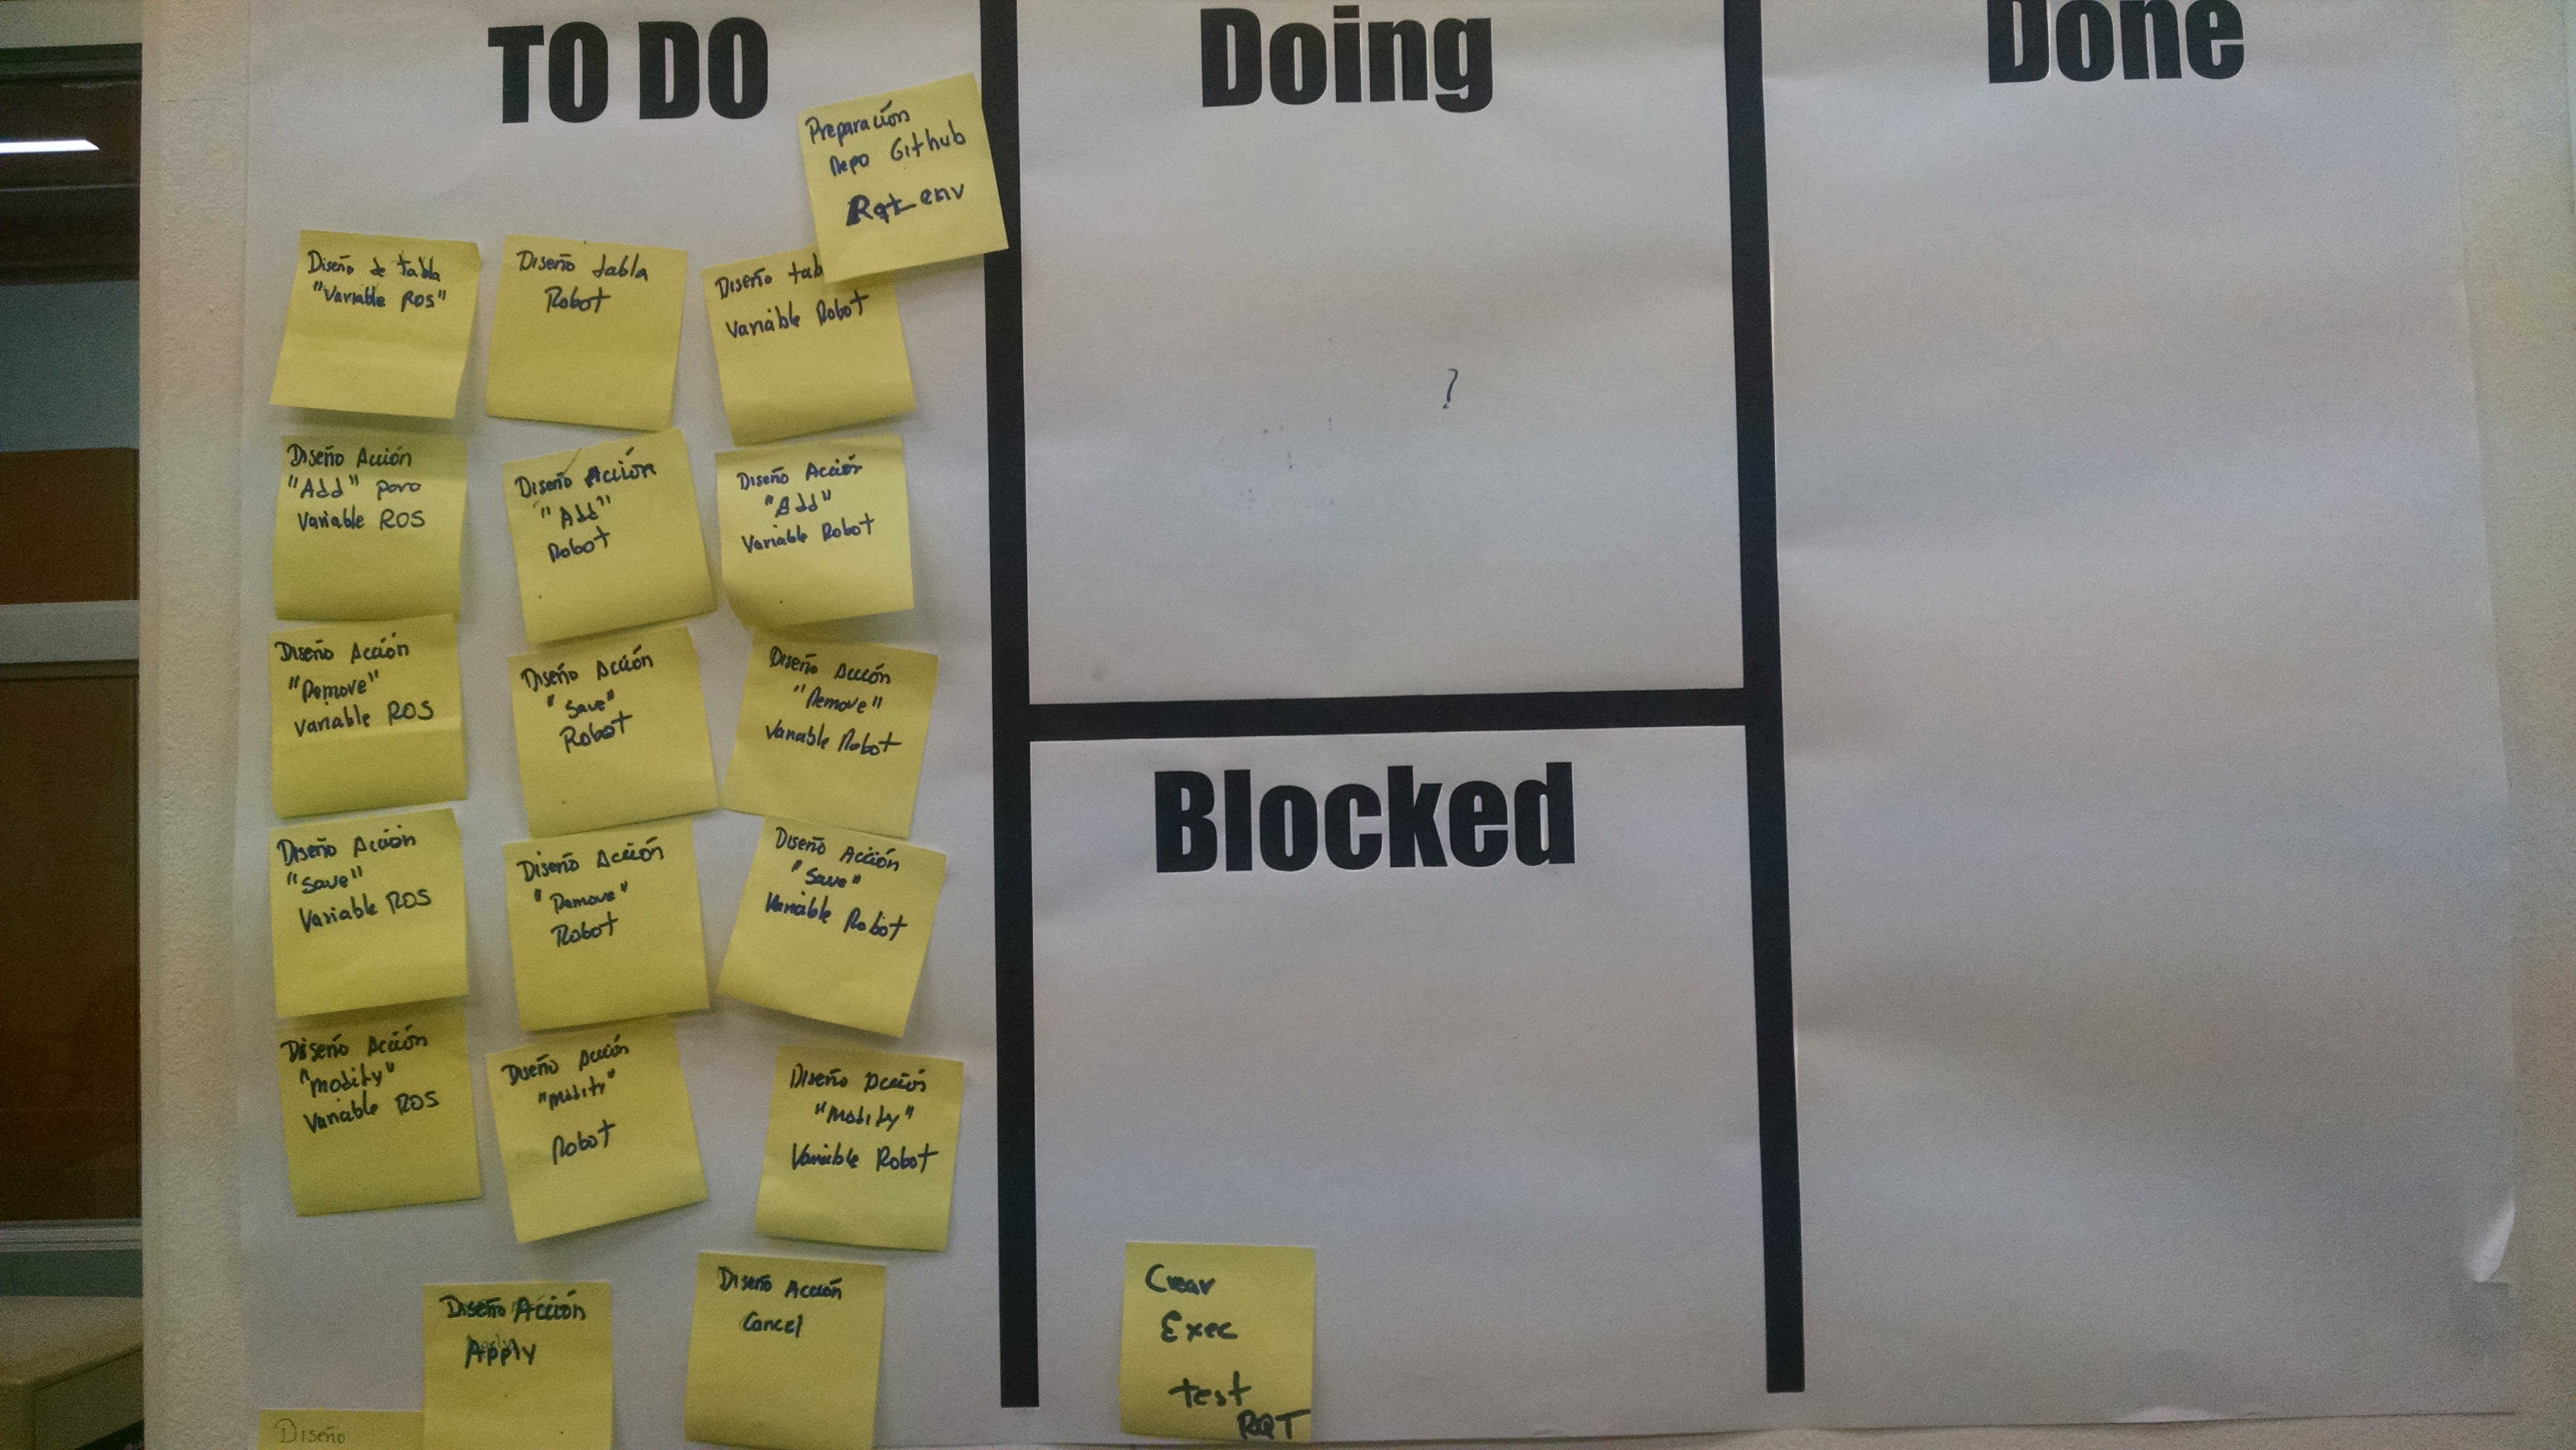 TO DO
Doing
Done
Preparación
Repo Github
Rqt_env
Diseño de tabla
"Variable ROS"
Diseño tabla
Robot
Diseño tab
Variable Robot
Diseño Acción
"Add" para
Variable ROS
Diseño Acción
"Add"
Robot
Diseño Acción
"Add"
Variable Robot
Diseño Acción
"Remove"
Variable ROS
Diseño Acción
"Save"
Robot
Diseño Acción
"Remove"
Variable Robot
Diseño Acción
"Save"
Variable ROS
Diseño Acción
"Remove"
Robot
Diseño Acción
"Save"
Variable Robot
Diseño Acción
"Modify"
Variable ROS
Diseño Acción
"Modify"
Robot
Diseño Acción
"Modify"
Variable Robot
Diseño Acción
Apply
Diseño Acción
Cancel
Diseño
?
Blocked
Crear
Exec
test
RQT